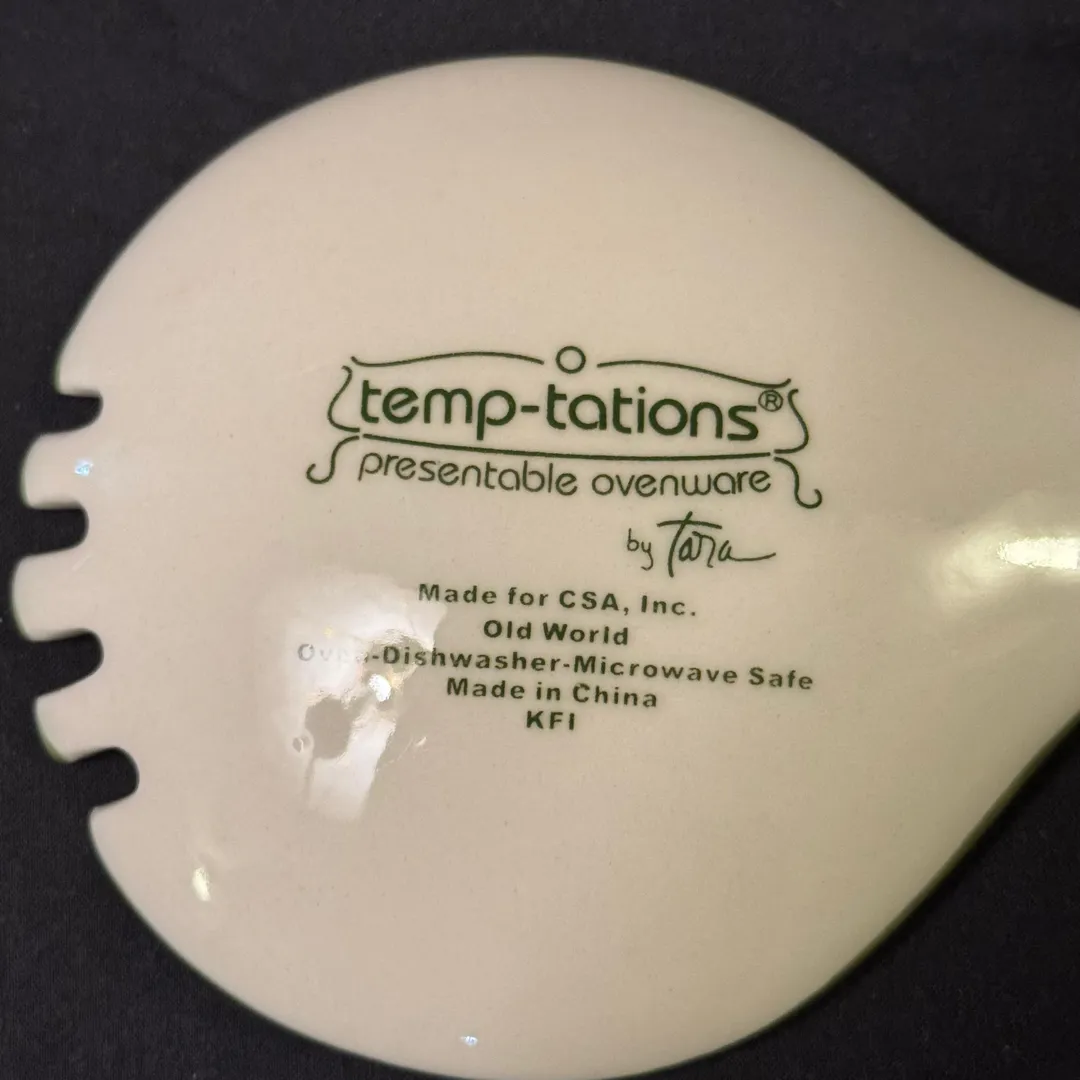 temp-tations®
presentable ovenware
by Tara
Made for CSA, Inc.
Old World
Oven-Dishwasher-Microwave Safe
Made in China
KFI